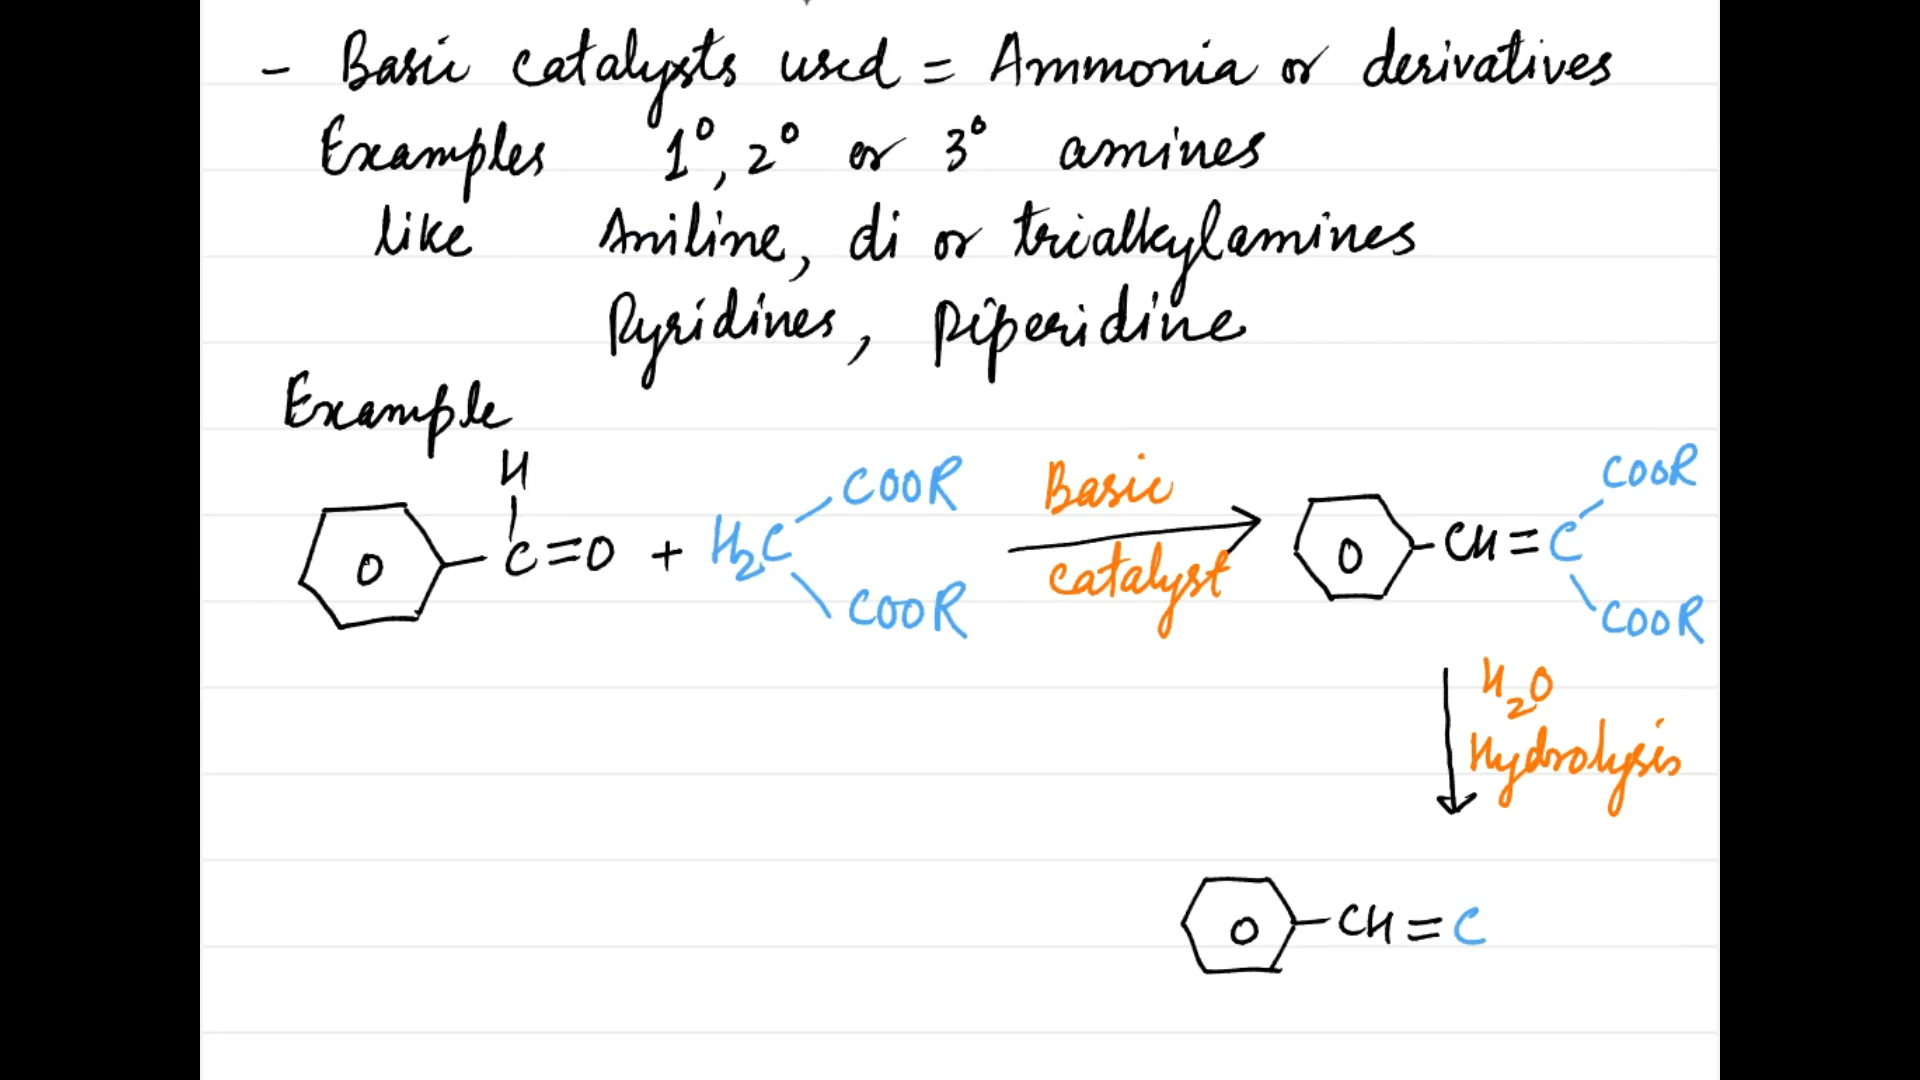 - Basic catalysts used = Ammonia or derivatives
Examples 1°, 2° or 3° amines
like Aniline, di or trialkylamines
Pyridines, Piperidine
Example
H
C=O + H2C COOR COOR
Basic catalyst
CH=C COOR COOR
H2O
Hydrolysis
CH=C